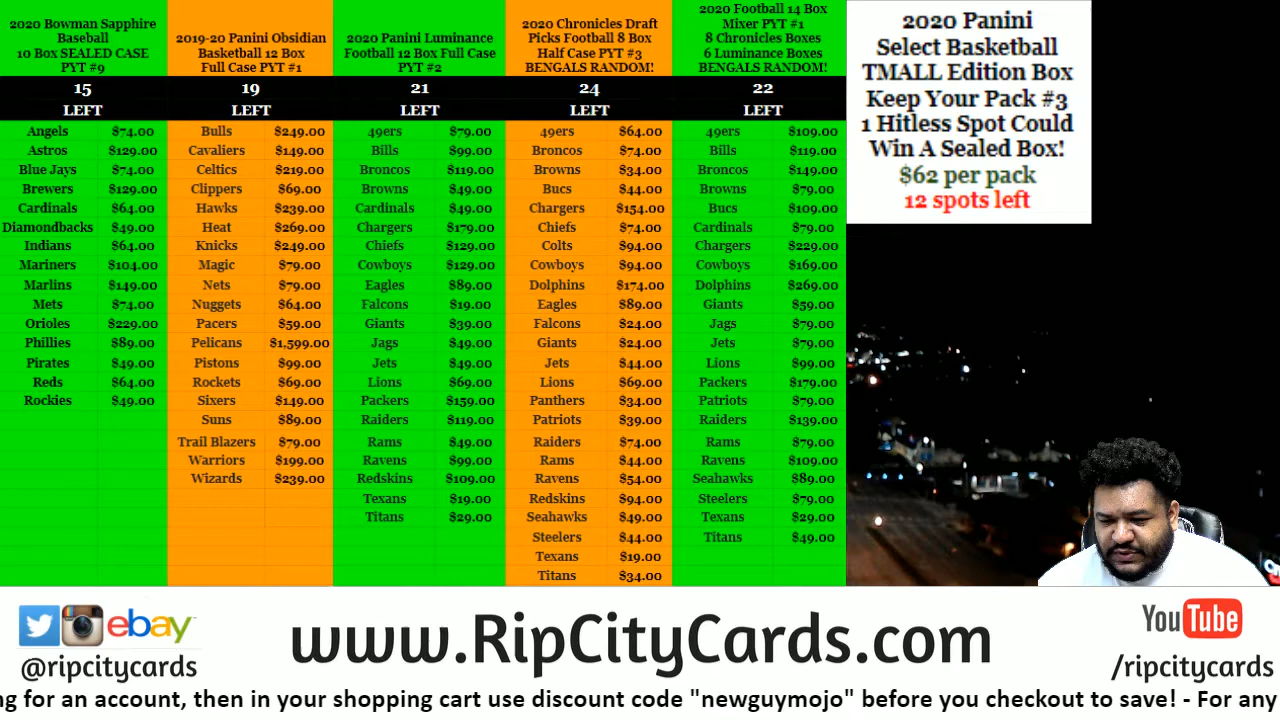 2020 Bowman Sapphire
Baseball
10 Box SEALED CASE
PYT #9
15
LEFT
Angels $74.00
Astros $129.00
Blue Jays $74.00
Brewers $129.00
Cardinals $64.00
Diamondbacks $49.00
Indians $64.00
Mariners $104.00
Marlins $149.00
Mets $74.00
Orioles $229.00
Phillies $89.00
Pirates $49.00
Reds $64.00
Rockies $49.00
2019-20 Panini Obsidian
Basketball 12 Box
Full Case PYT #1
19
LEFT
Bulls $249.00
Cavaliers $149.00
Celtics $219.00
Clippers $69.00
Hawks $239.00
Heat $269.00
Knicks $249.00
Magic $79.00
Nets $79.00
Nuggets $64.00
Pacers $59.00
Pelicans $1,599.00
Pistons $99.00
Rockets $69.00
Sixers $149.00
Suns $89.00
Trail Blazers $79.00
Warriors $199.00
Wizards $239.00
2020 Panini Luminance
Football 12 Box Full Case
PYT #2
21
LEFT
49ers $79.00
Bills $99.00
Broncos $119.00
Browns $49.00
Cardinals $49.00
Chargers $179.00
Chiefs $129.00
Cowboys $129.00
Eagles $89.00
Falcons $19.00
Giants $39.00
Jags $49.00
Jets $49.00
Lions $69.00
Packers $159.00
Raiders $119.00
Rams $49.00
Ravens $99.00
Redskins $109.00
Texans $19.00
Titans $29.00
2020 Chronicles Draft
Picks Football 8 Box
Half Case PYT #3
BENGALS RANDOM!
24
LEFT
49ers $64.00
Broncos $74.00
Browns $34.00
Bucs $44.00
Chargers $154.00
Chiefs $74.00
Colts $94.00
Cowboys $94.00
Dolphins $174.00
Eagles $89.00
Falcons $24.00
Giants $24.00
Jets $44.00
Lions $69.00
Panthers $34.00
Patriots $39.00
Raiders $74.00
Rams $44.00
Ravens $54.00
Redskins $94.00
Seahawks $49.00
Steelers $44.00
Texans $19.00
Titans $34.00
2020 Football 14 Box
Mixer PYT #1
8 Chronicles Boxes
6 Luminance Boxes
BENGALS RANDOM!
22
LEFT
49ers $109.00
Bills $119.00
Broncos $149.00
Browns $79.00
Bucs $109.00
Cardinals $79.00
Chargers $229.00
Cowboys $169.00
Dolphins $269.00
Giants $59.00
Jags $79.00
Jets $79.00
Lions $99.00
Packers $179.00
Patriots $79.00
Raiders $139.00
Rams $79.00
Ravens $109.00
Seahawks $89.00
Steelers $79.00
Texans $29.00
Titans $49.00
2020 Panini
Select Basketball
TMALL Edition Box
Keep Your Pack #3
1 Hitless Spot Could
Win A Sealed Box!
$62 per pack
12 spots left
ebay
@ripcitycards
www.RipCityCards.com
YouTube
/ripcitycards
ng for an account, then in your shopping cart use discount code "newguymojo" before you checkout to save! - For any